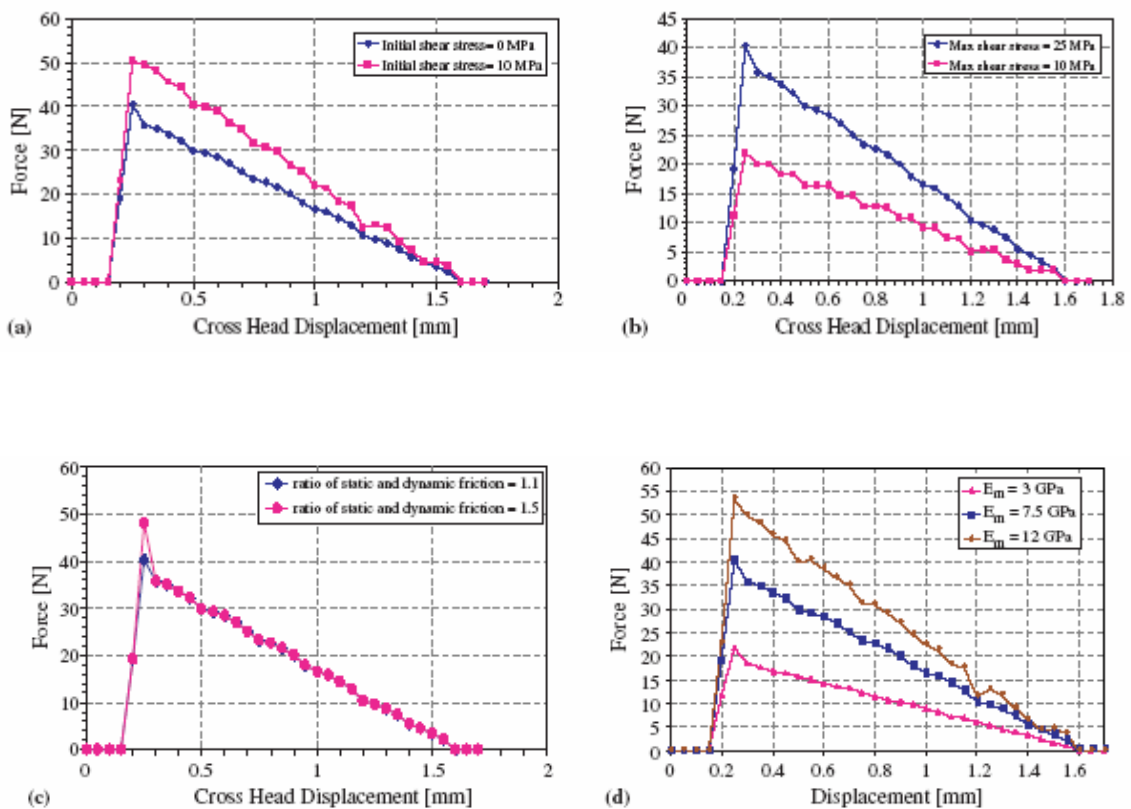 60
50
40
30
20
10
0
Force [N]
Initial shear stress= 0 MPa
Initial shear stress= 10 MPa
0 0.5 1 1.5 2
(a) Cross Head Displacement [mm]
45
40
35
30
25
20
15
10
5
0
Force [N]
Max shear stress = 25 MPa
Max shear stress = 10 MPa
0 0.2 0.4 0.6 0.8 1 1.2 1.4 1.6 1.8
(b) Cross Head Displacement [mm]
60
50
40
30
20
10
0
Force [N]
ratio of static and dynamic friction = 1.1
ratio of static and dynamic friction = 1.5
0 0.5 1 1.5 2
(c) Cross Head Displacement [mm]
60
55
50
45
40
35
30
25
20
15
10
5
0
Force [N]
Em = 3 GPa
Em = 7.5 GPa
Em = 12 GPa
0 0.2 0.4 0.6 0.8 1 1.2 1.4 1.6
(d) Displacement [mm]